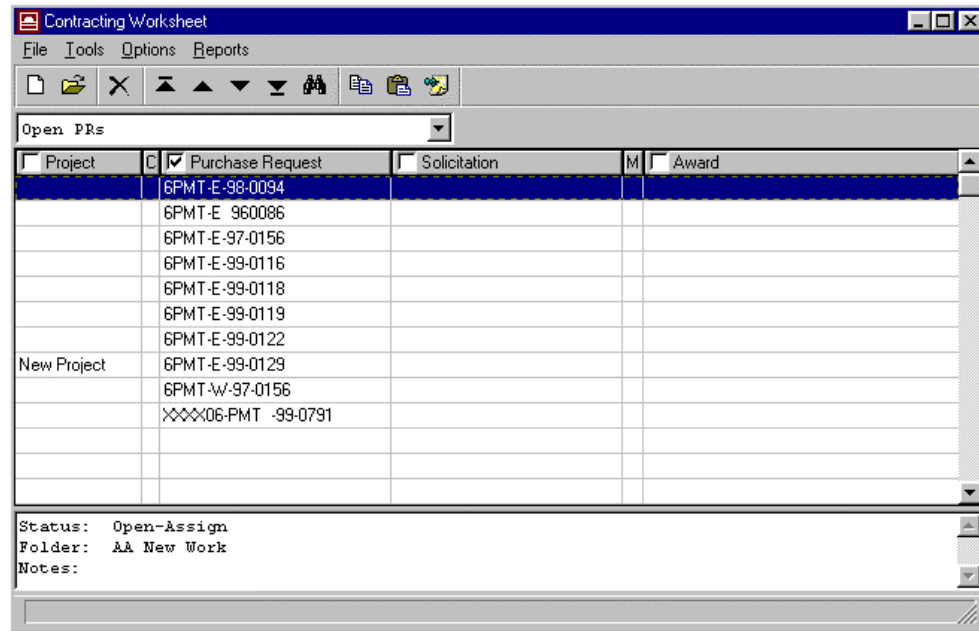 Contracting Worksheet
File Tools Options Reports
Open PRs
Project C Purchase Request Solicitation M Award
6PMT-E-98-0094
6PMT-E 960086
6PMT-E-97-0156
6PMT-E-99-0116
6PMT-E-99-0118
6PMT-E-99-0119
6PMT-E-99-0122
New Project 6PMT-E-99-0129
6PMT-W-97-0156
XXXX06-PMT -99-0791
Status: Open-Assign
Folder: AA New Work
Notes: